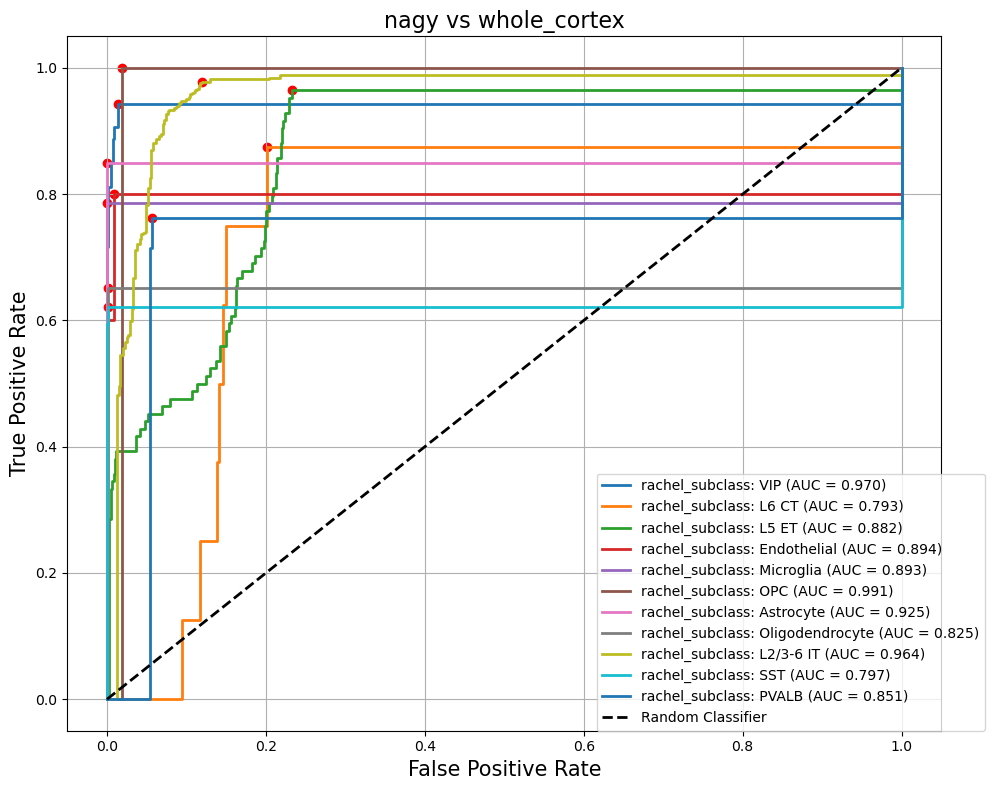 nagy vs whole_cortex
True Positive Rate
1.0
0.8
0.6
0.4
0.2
0.0
rachel_subclass: VIP (AUC = 0.970)
rachel_subclass: L6 CT (AUC = 0.793)
rachel_subclass: L5 ET (AUC = 0.882)
rachel_subclass: Endothelial (AUC = 0.894)
rachel_subclass: Microglia (AUC = 0.893)
rachel_subclass: OPC (AUC = 0.991)
rachel_subclass: Astrocyte (AUC = 0.925)
rachel_subclass: Oligodendrocyte (AUC = 0.825)
rachel_subclass: L2/3-6 IT (AUC = 0.964)
rachel_subclass: SST (AUC = 0.797)
rachel_subclass: PVALB (AUC = 0.851)
Random Classifier
0.0 0.2 0.4 0.6 0.8 1.0
False Positive Rate